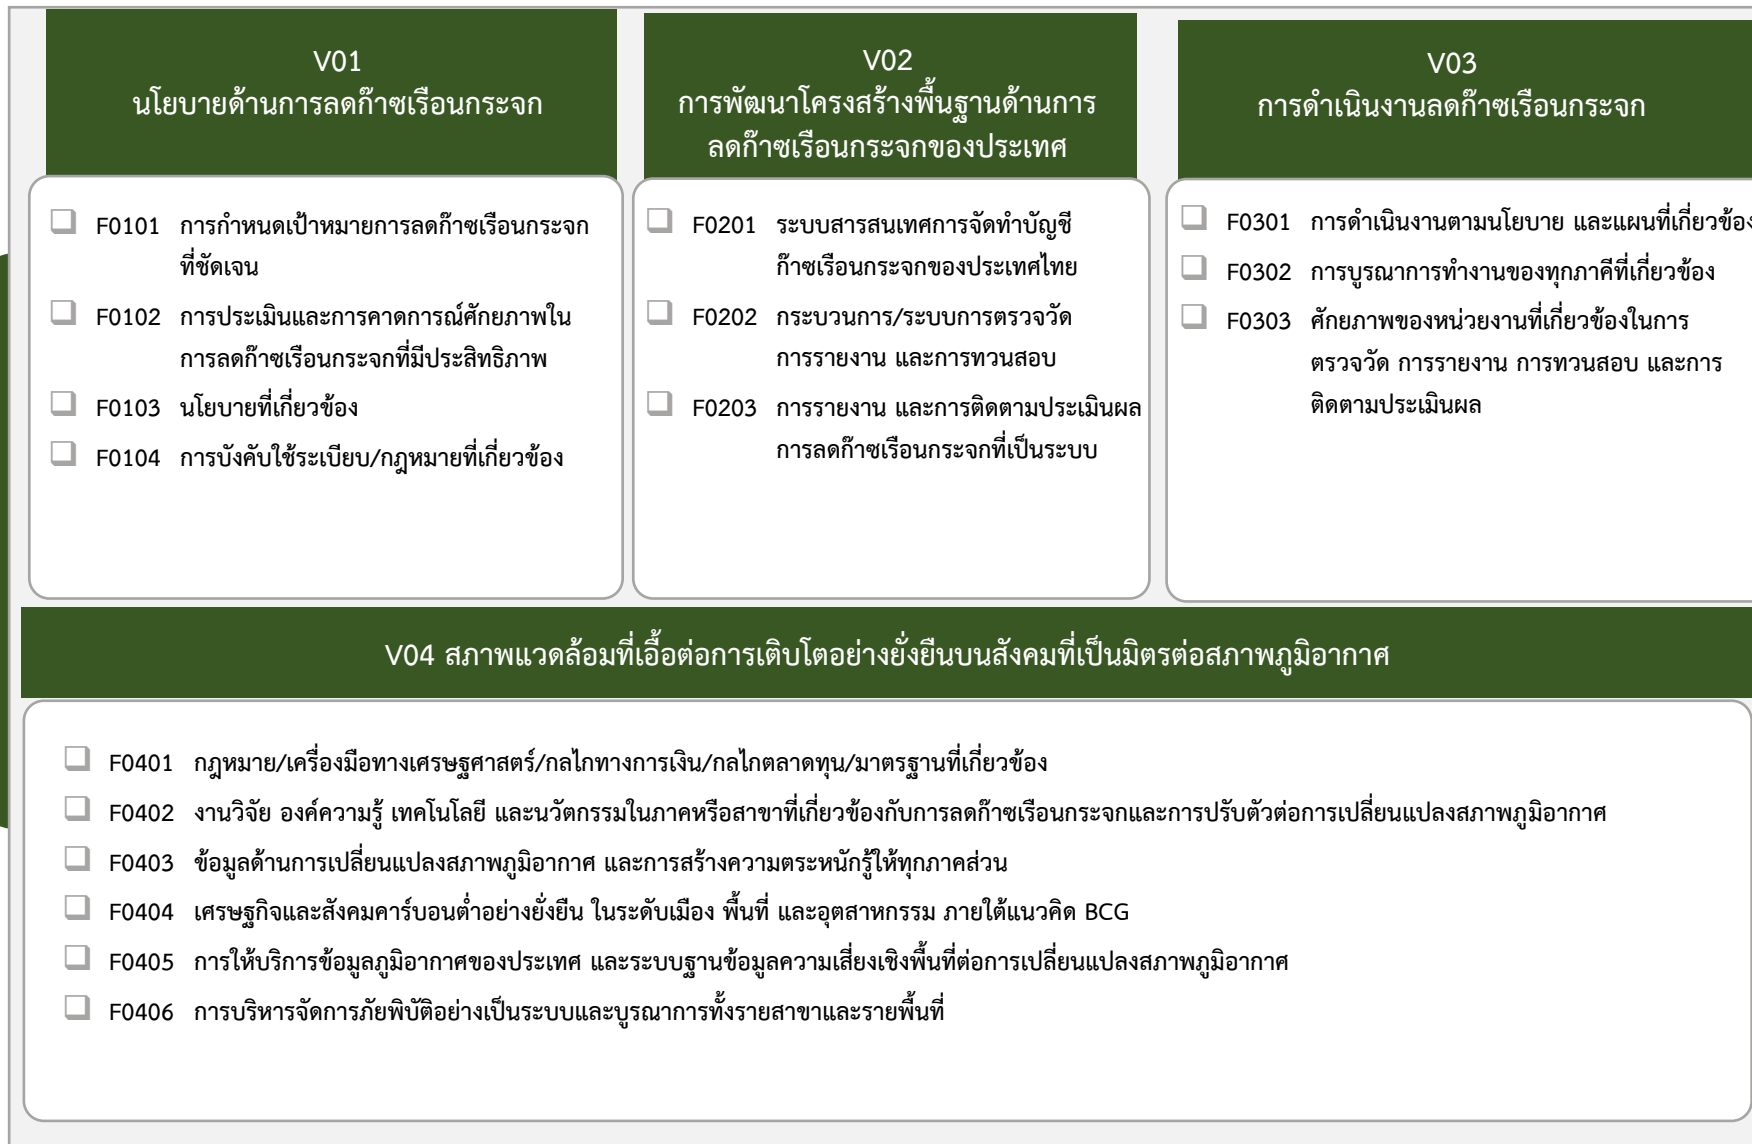 V01
นโยบายด้านการลดก๊าซเรือนกระจก
F0101 การกำหนดเป้าหมายการลดก๊าซเรือนกระจก
ที่ชัดเจน
F0102 การประเมินและการคาดการณ์ศักยภาพใน
การลดก๊าซเรือนกระจกที่มีประสิทธิภาพ
F0103 นโยบายที่เกี่ยวข้อง
F0104 การบังคับใช้ระเบียบ/กฎหมายที่เกี่ยวข้อง
V02
การพัฒนาโครงสร้างพื้นฐานด้านการ
ลดก๊าซเรือนกระจกของประเทศ
F0201 ระบบสารสนเทศการจัดทำบัญชี
ก๊าซเรือนกระจกของประเทศไทย
F0202 กระบวนการ/ระบบการตรวจวัด
การรายงาน และการทวนสอบ
F0203 การรายงาน และการติดตามประเมินผล
การลดก๊าซเรือนกระจกที่เป็นระบบ
V03
การดำเนินงานลดก๊าซเรือนกระจก
F0301 การดำเนินงานตามนโยบาย และแผนที่เกี่ยวข้อง
F0302 การบูรณาการทำงานของทุกภาคีที่เกี่ยวข้อง
F0303 ศักยภาพของหน่วยงานที่เกี่ยวข้องในการ
ตรวจวัด การรายงาน การทวนสอบ และการ
ติดตามประเมินผล
V04 สภาพแวดล้อมที่เอื้อต่อการเติบโตอย่างยั่งยืนบนสังคมที่เป็นมิตรต่อสภาพภูมิอากาศ
F0401 กฎหมาย/เครื่องมือทางเศรษฐศาสตร์/กลไกทางการเงิน/กลไกตลาดทุน/มาตรฐานที่เกี่ยวข้อง
F0402 งานวิจัย องค์ความรู้ เทคโนโลยี และนวัตกรรมในภาคหรือสาขาที่เกี่ยวข้องกับการลดก๊าซเรือนกระจกและการปรับตัวต่อการเปลี่ยนแปลงสภาพภูมิอากาศ
F0403 ข้อมูลด้านการเปลี่ยนแปลงสภาพภูมิอากาศ และการสร้างความตระหนักรู้ให้ทุกภาคส่วน
F0404 เศรษฐกิจและสังคมคาร์บอนต่ำอย่างยั่งยืน ในระดับเมือง พื้นที่ และอุตสาหกรรม ภายใต้แนวคิด BCG
F0405 การให้บริการข้อมูลภูมิอากาศของประเทศ และระบบฐานข้อมูลความเสี่ยงเชิงพื้นที่ต่อการเปลี่ยนแปลงสภาพภูมิอากาศ
F0406 การบริหารจัดการภัยพิบัติอย่างเป็นระบบและบูรณาการทั้งรายสาขาและรายพื้นที่